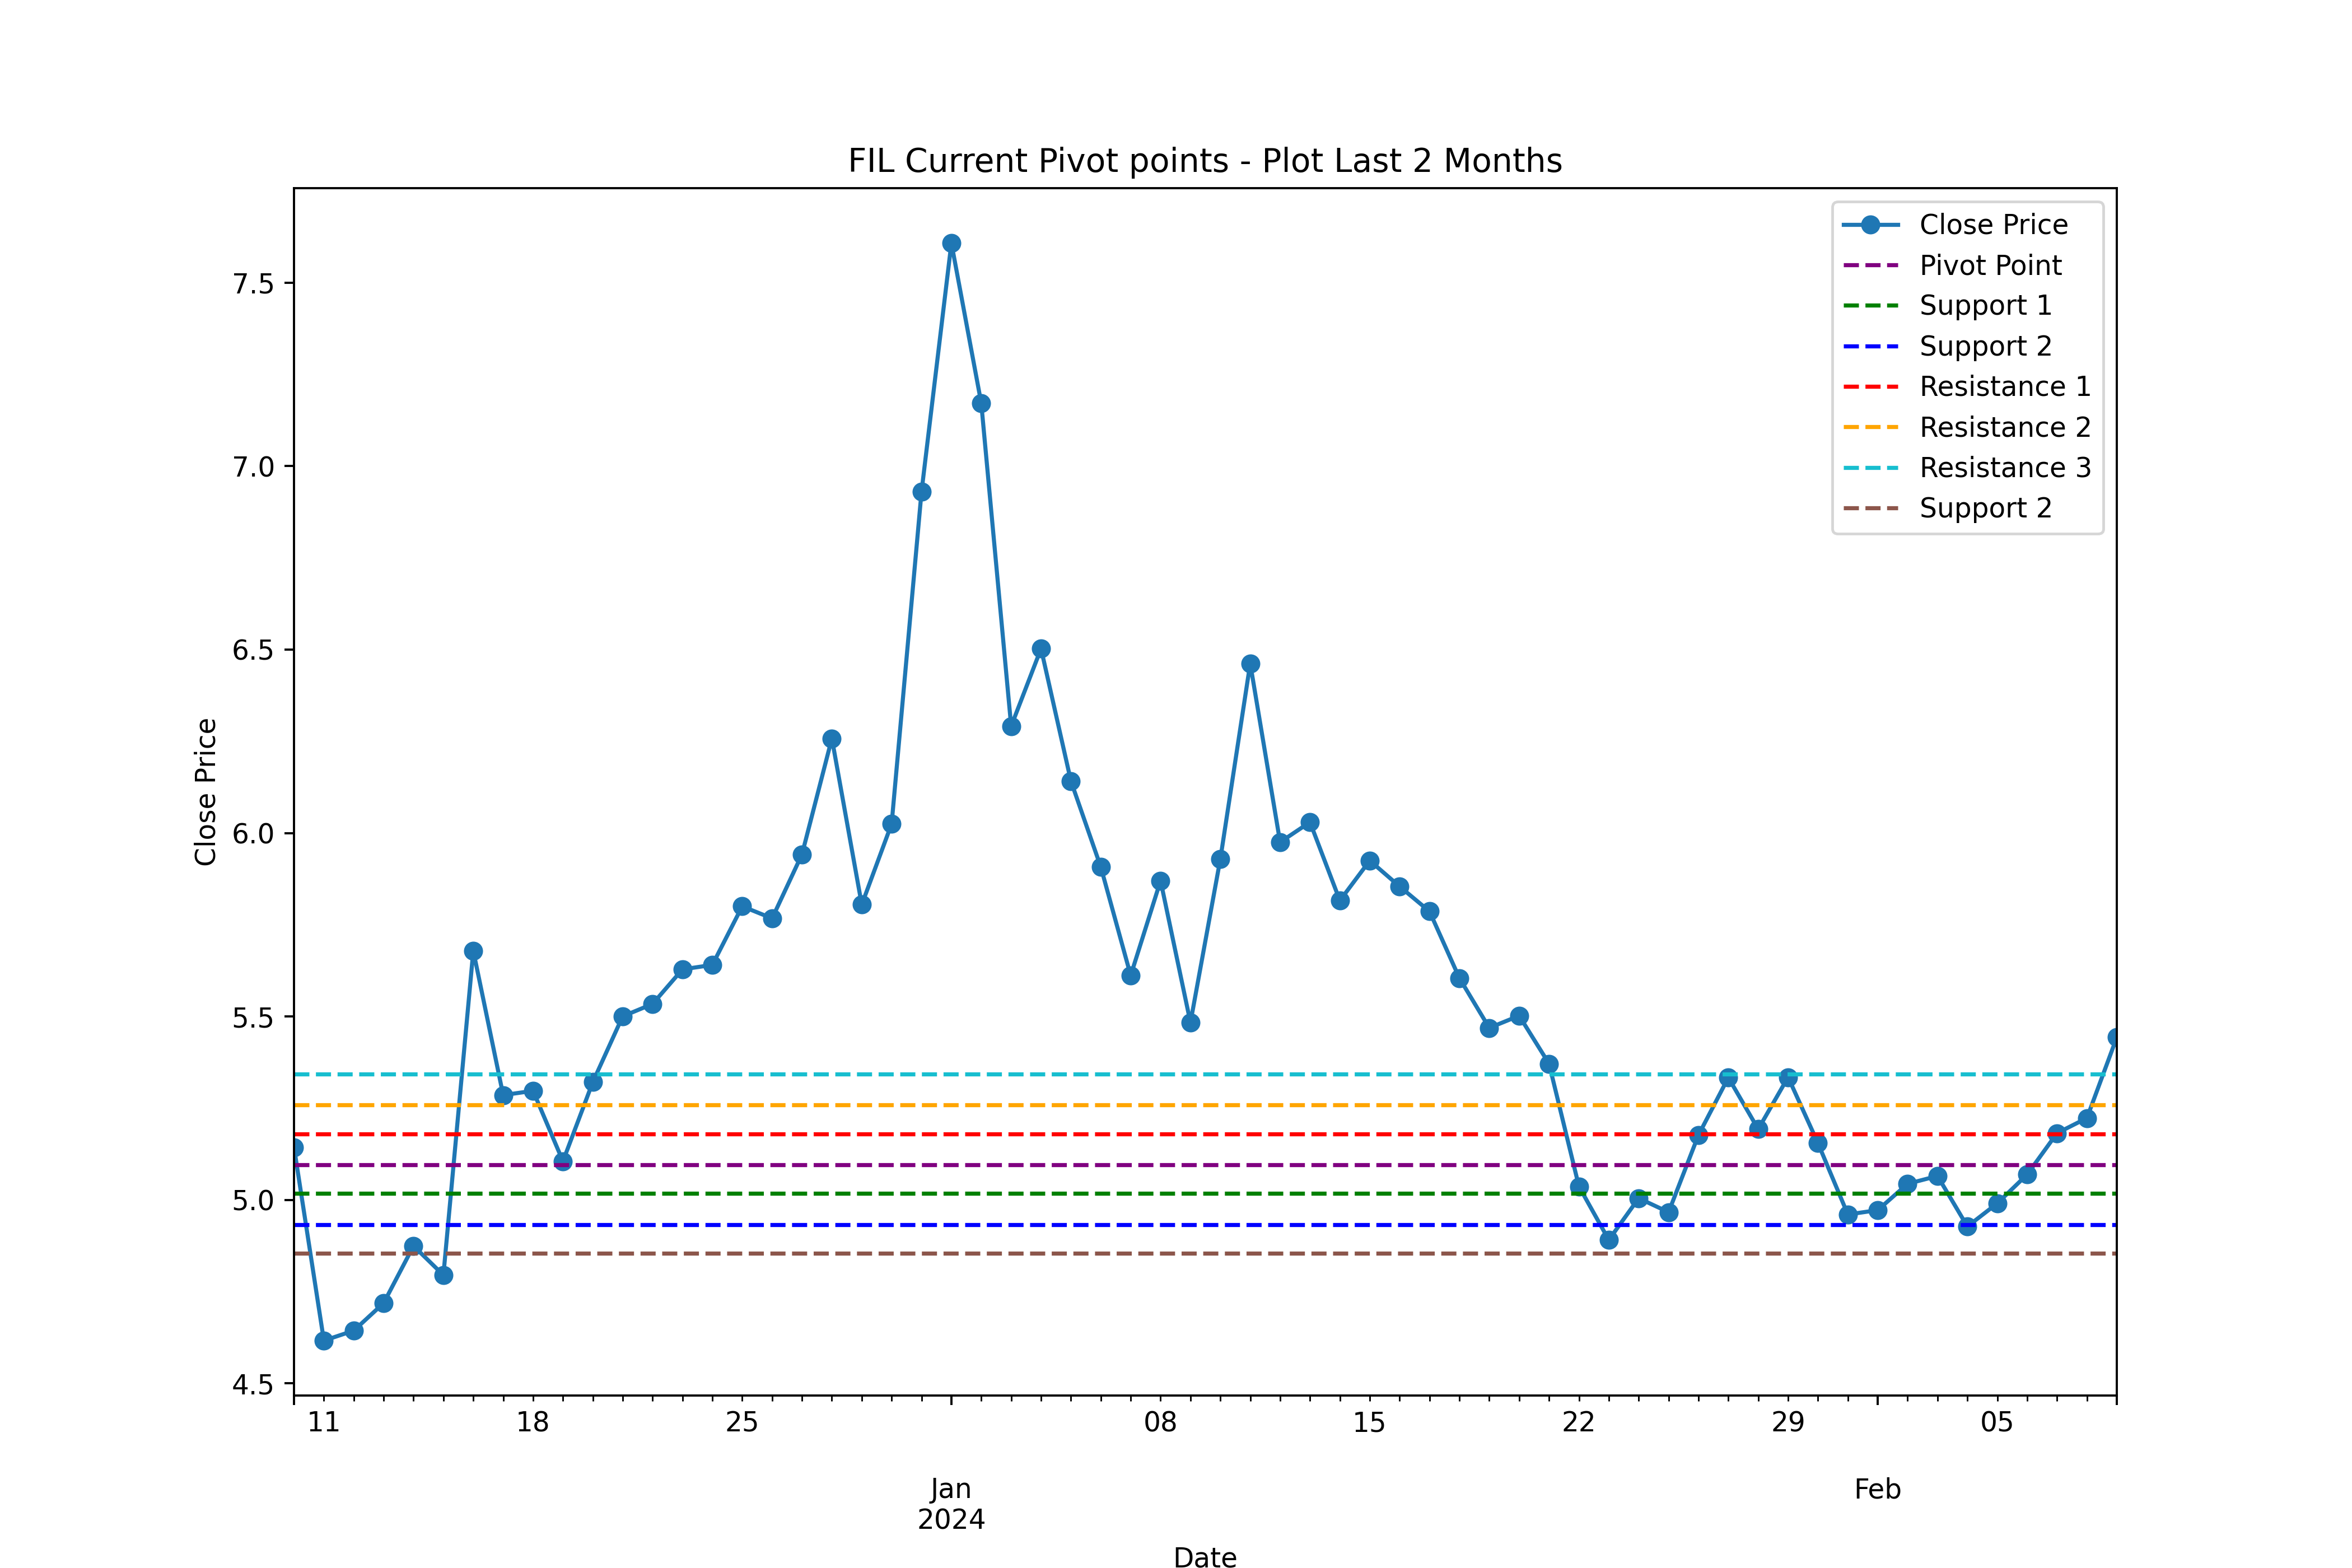 FIL Current Pivot points - Plot Last 2 Months
Close Price
Pivot Point
Support 1
Support 2
Resistance 1
Resistance 2
Resistance 3
Support 2
7.5
7.0
6.5
6.0
5.5
5.0
4.5
Close Price
11 18 25 08 15 22 29 05
Jan Feb
2024
Date